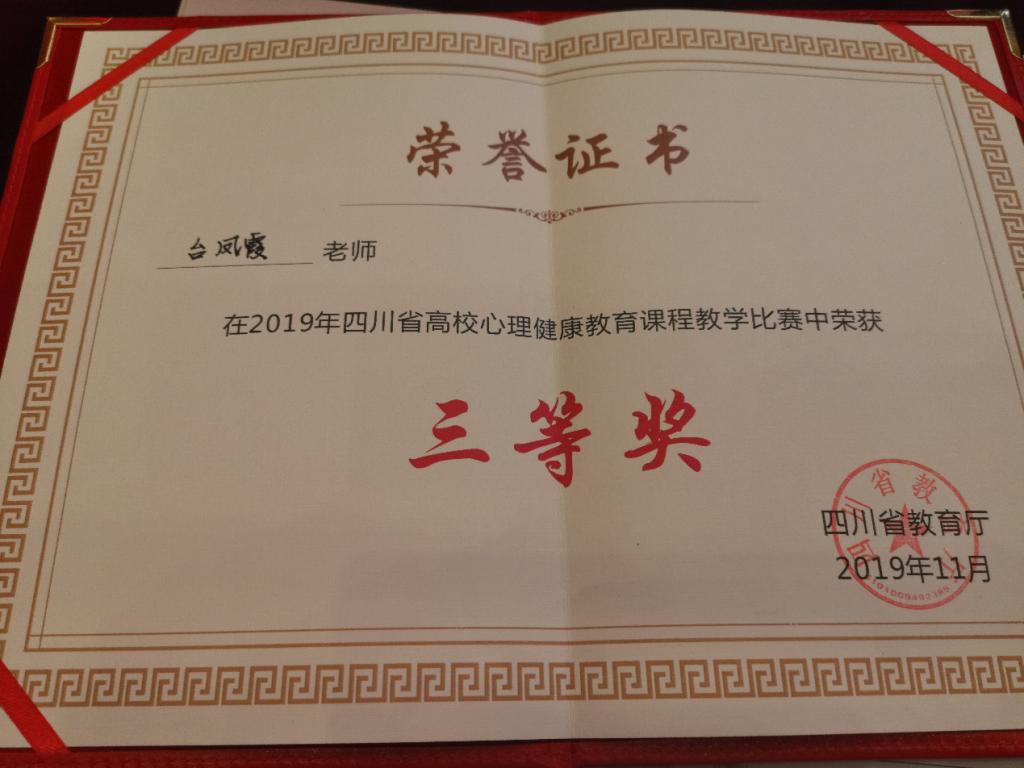 荣誉证书
台凤霞 老师
在2019年四川省高校心理健康教育课程教学比赛中荣获
三等奖
四川省教育厅
2019年11月